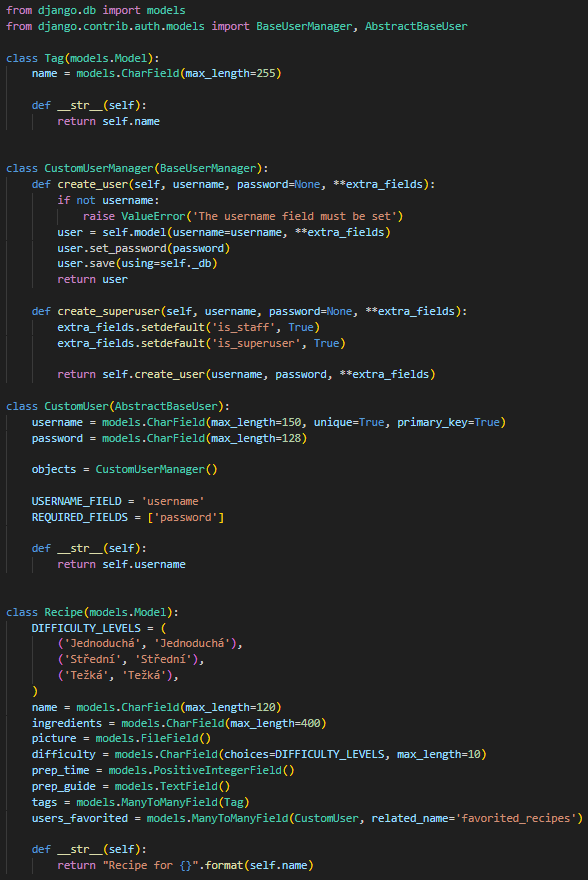 from django.db import models
from django.contrib.auth.models import BaseUserManager, AbstractBaseUser

class Tag(models.Model):
    name = models.CharField(max_length=255)

    def __str__(self):
        return self.name


class CustomUserManager(BaseUserManager):
    def create_user(self, username, password=None, **extra_fields):
        if not username:
            raise ValueError('The username field must be set')
        user = self.model(username=username, **extra_fields)
        user.set_password(password)
        user.save(using=self._db)
        return user

    def create_superuser(self, username, password=None, **extra_fields):
        extra_fields.setdefault('is_staff', True)
        extra_fields.setdefault('is_superuser', True)

        return self.create_user(username, password, **extra_fields)

class CustomUser(AbstractBaseUser):
    username = models.CharField(max_length=150, unique=True, primary_key=True)
    password = models.CharField(max_length=128)

    objects = CustomUserManager()

    USERNAME_FIELD = 'username'
    REQUIRED_FIELDS = ['password']

    def __str__(self):
        return self.username


class Recipe(models.Model):
    DIFFICULTY_LEVELS = (
        ('Jednoduchá', 'Jednoduchá'),
        ('Střední', 'Střední'),
        ('Težká', 'Težká'),
    )
    name = models.CharField(max_length=120)
    ingredients = models.CharField(max_length=400)
    picture = models.FileField()
    difficulty = models.CharField(choices=DIFFICULTY_LEVELS, max_length=10)
    prep_time = models.PositiveIntegerField()
    prep_guide = models.TextField()
    tags = models.ManyToManyField(Tag)
    users_favorited = models.ManyToManyField(CustomUser, related_name='favorited_recipes')

    def __str__(self):
        return "Recipe for {}".format(self.name)